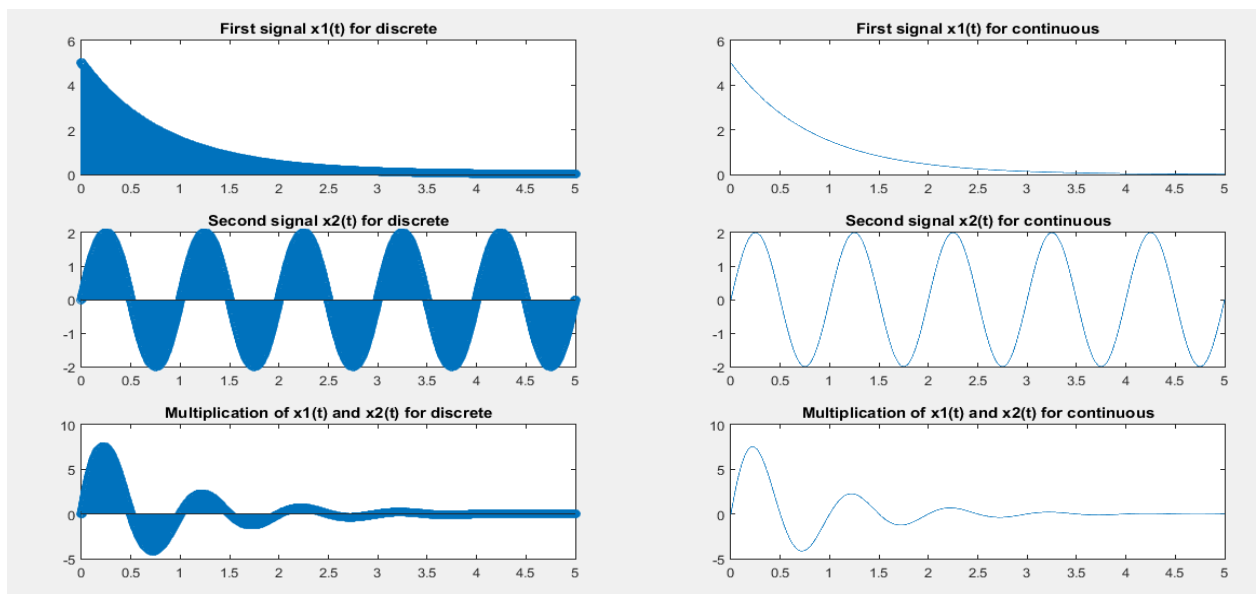 First signal x1(t) for discrete
6
4
2
0
0 0.5 1 1.5 2 2.5 3 3.5 4 4.5 5
First signal x1(t) for continuous
6
4
2
0
0 0.5 1 1.5 2 2.5 3 3.5 4 4.5 5
Second signal x2(t) for discrete
2
1
0
-1
-2
0 0.5 1 1.5 2 2.5 3 3.5 4 4.5 5
Second signal x2(t) for continuous
2
1
0
-1
-2
0 0.5 1 1.5 2 2.5 3 3.5 4 4.5 5
Multiplication of x1(t) and x2(t) for discrete
10
5
0
-5
0 0.5 1 1.5 2 2.5 3 3.5 4 4.5 5
Multiplication of x1(t) and x2(t) for continuous
10
5
0
-5
0 0.5 1 1.5 2 2.5 3 3.5 4 4.5 5